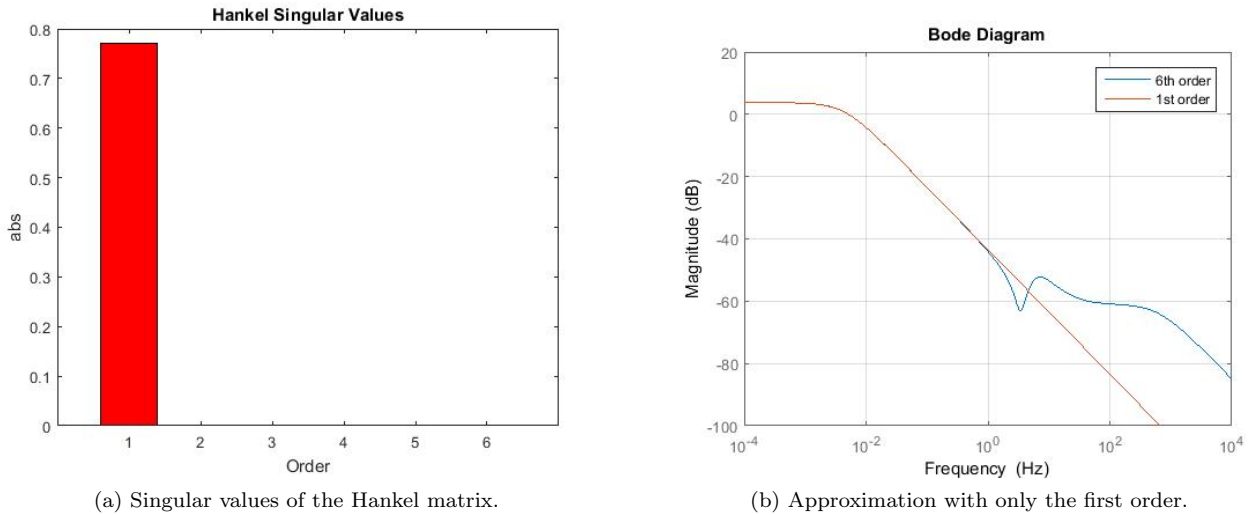 Hankel Singular Values
0.8
0.7
0.6
0.5
0.4
0.3
0.2
0.1
0
abs
1 2 3 4 5 6
Order
(a) Singular values of the Hankel matrix.
Bode Diagram
20
0
-20
-40
-60
-80
-100
Magnitude (dB)
6th order
1st order
10^-4 10^-2 10^0 10^2 10^4
Frequency (Hz)
(b) Approximation with only the first order.